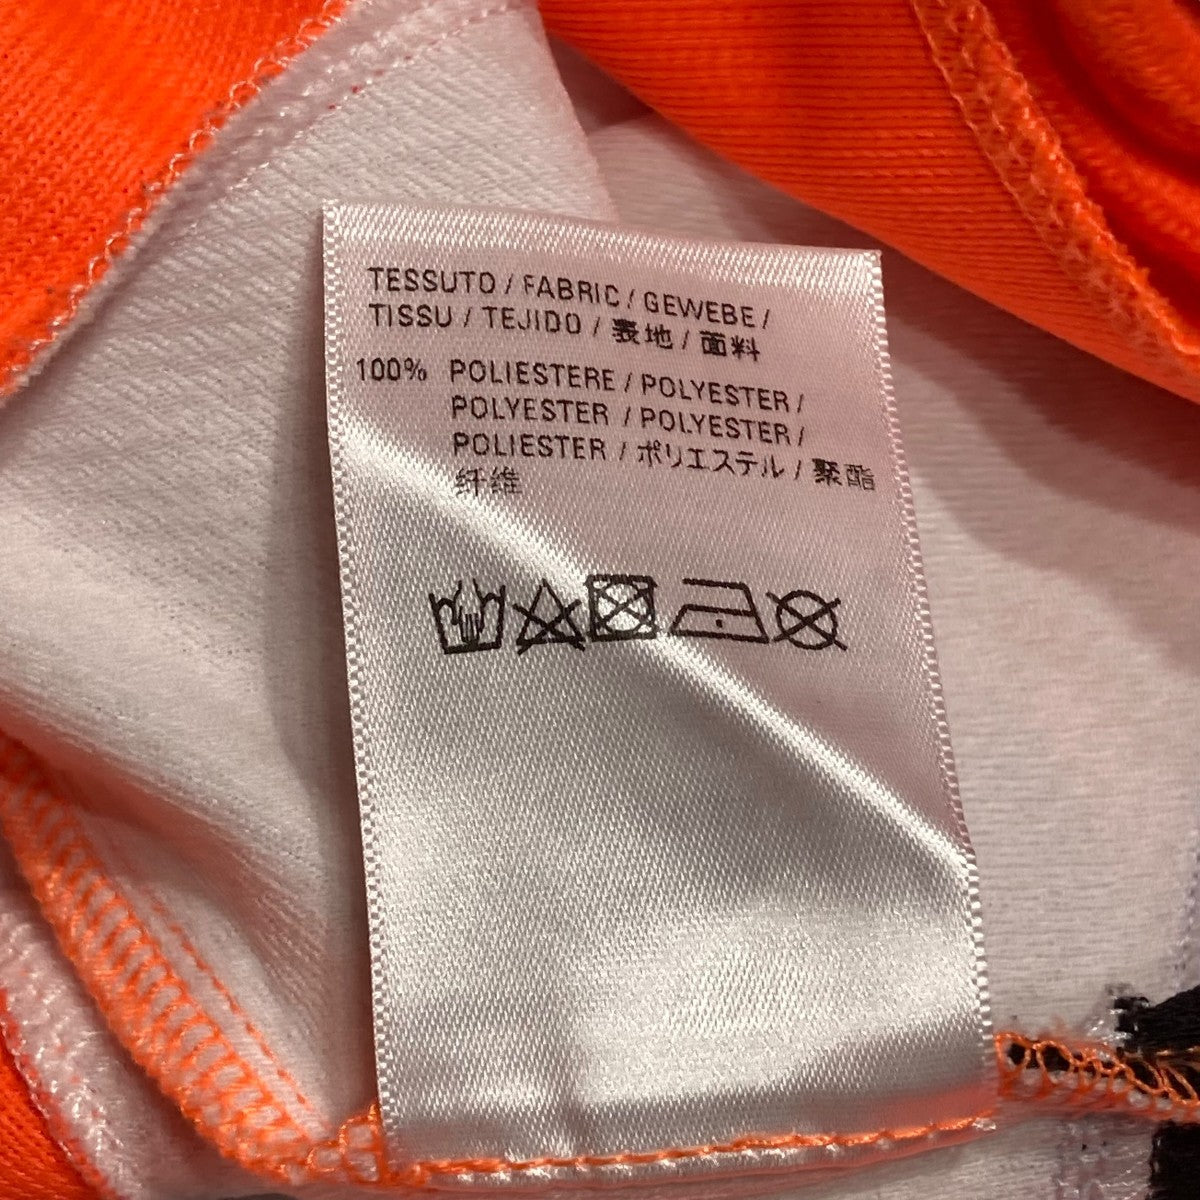 TESSUTO / FABRIC / GEWEBE /
TISSU / TEJIDO / 表地 / 面料
100% POLIESTERE / POLYESTER /
POLYESTER / POLYESTER /
POLIESTER / ポリエステル / 聚酯
纤维